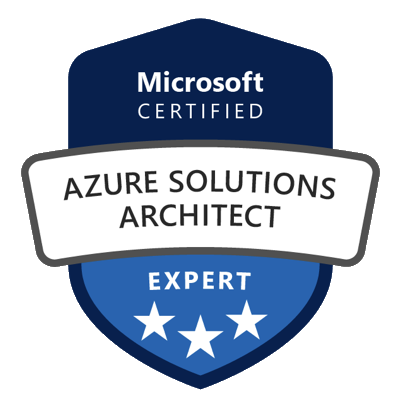 Microsoft
CERTIFIED
AZURE SOLUTIONS
ARCHITECT
EXPERT